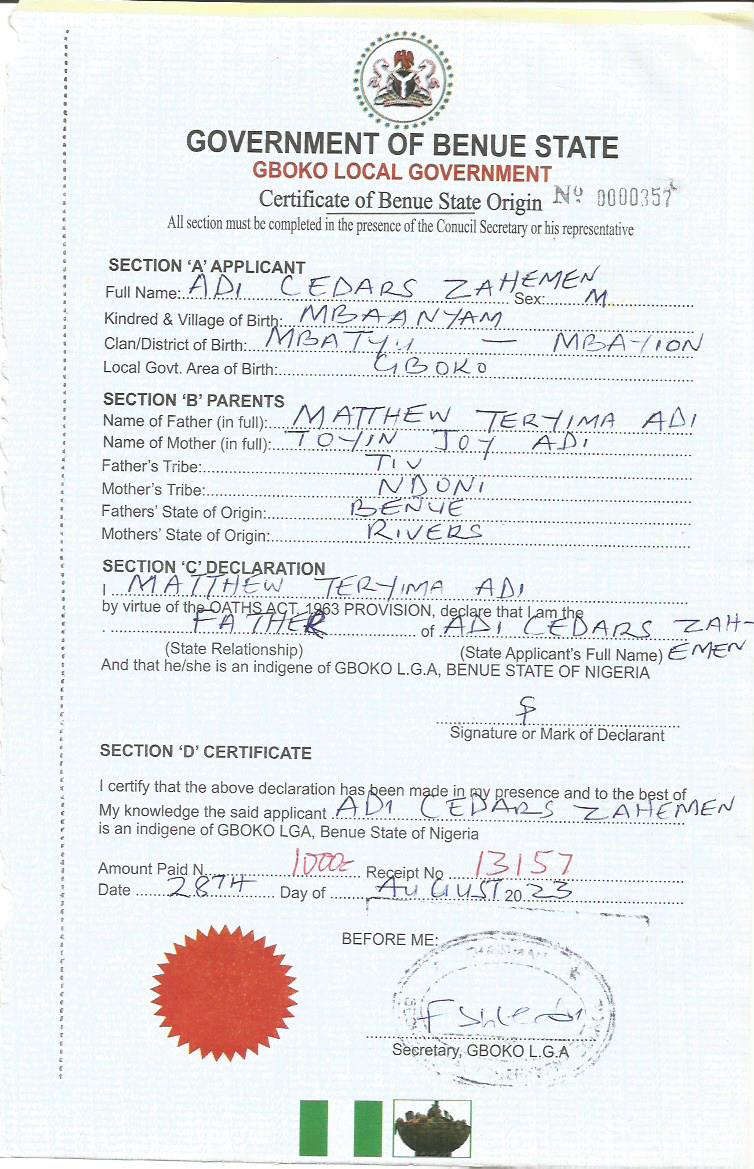 GOVERNMENT OF BENUE STATE
GBOKO LOCAL GOVERNMENT
Certificate of Benue State Origin Nº 0000357
All section must be completed in the presence of the Conucil Secretary or his representative
SECTION ‘A’ APPLICANT
Full Name: ADI CEDARS ZAHEMEN Sex: M
Kindred & Village of Birth: MBAANYAM
Clan/District of Birth: MBATYU — MBAYION
Local Govt. Area of Birth: GBOKO
SECTION ‘B’ PARENTS
Name of Father (in full): MATTHEW TERYIMA ADI
Name of Mother (in full): TOYIN JOY ADI
Father's Tribe: TIV
Mother's Tribe: NDONI
Fathers' State of Origin: BENUE
Mothers' State of Origin: RIVERS
SECTION ‘C’ DECLARATION
I MATTHEW TERYIMA ADI
by virtue of the OATHS ACT, 1963 PROVISION, declare that I am the
FATHER of ADI CEDARS ZAH-
(State Relationship) (State Applicant's Full Name) EMEN
And that he/she is an indigene of GBOKO L.G.A, BENUE STATE OF NIGERIA
Signature or Mark of Declarant
SECTION ‘D’ CERTIFICATE
I certify that the above declaration has been made in my presence and to the best of
My knowledge the said applicant ADI CEDARS ZAHEMEN
is an indigene of GBOKO LGA, Benue State of Nigeria
Amount Paid N 1000= Receipt No 13157
Date 28TH Day of AUGUST 20 23
BEFORE ME:
Secretary, GBOKO L.G.A